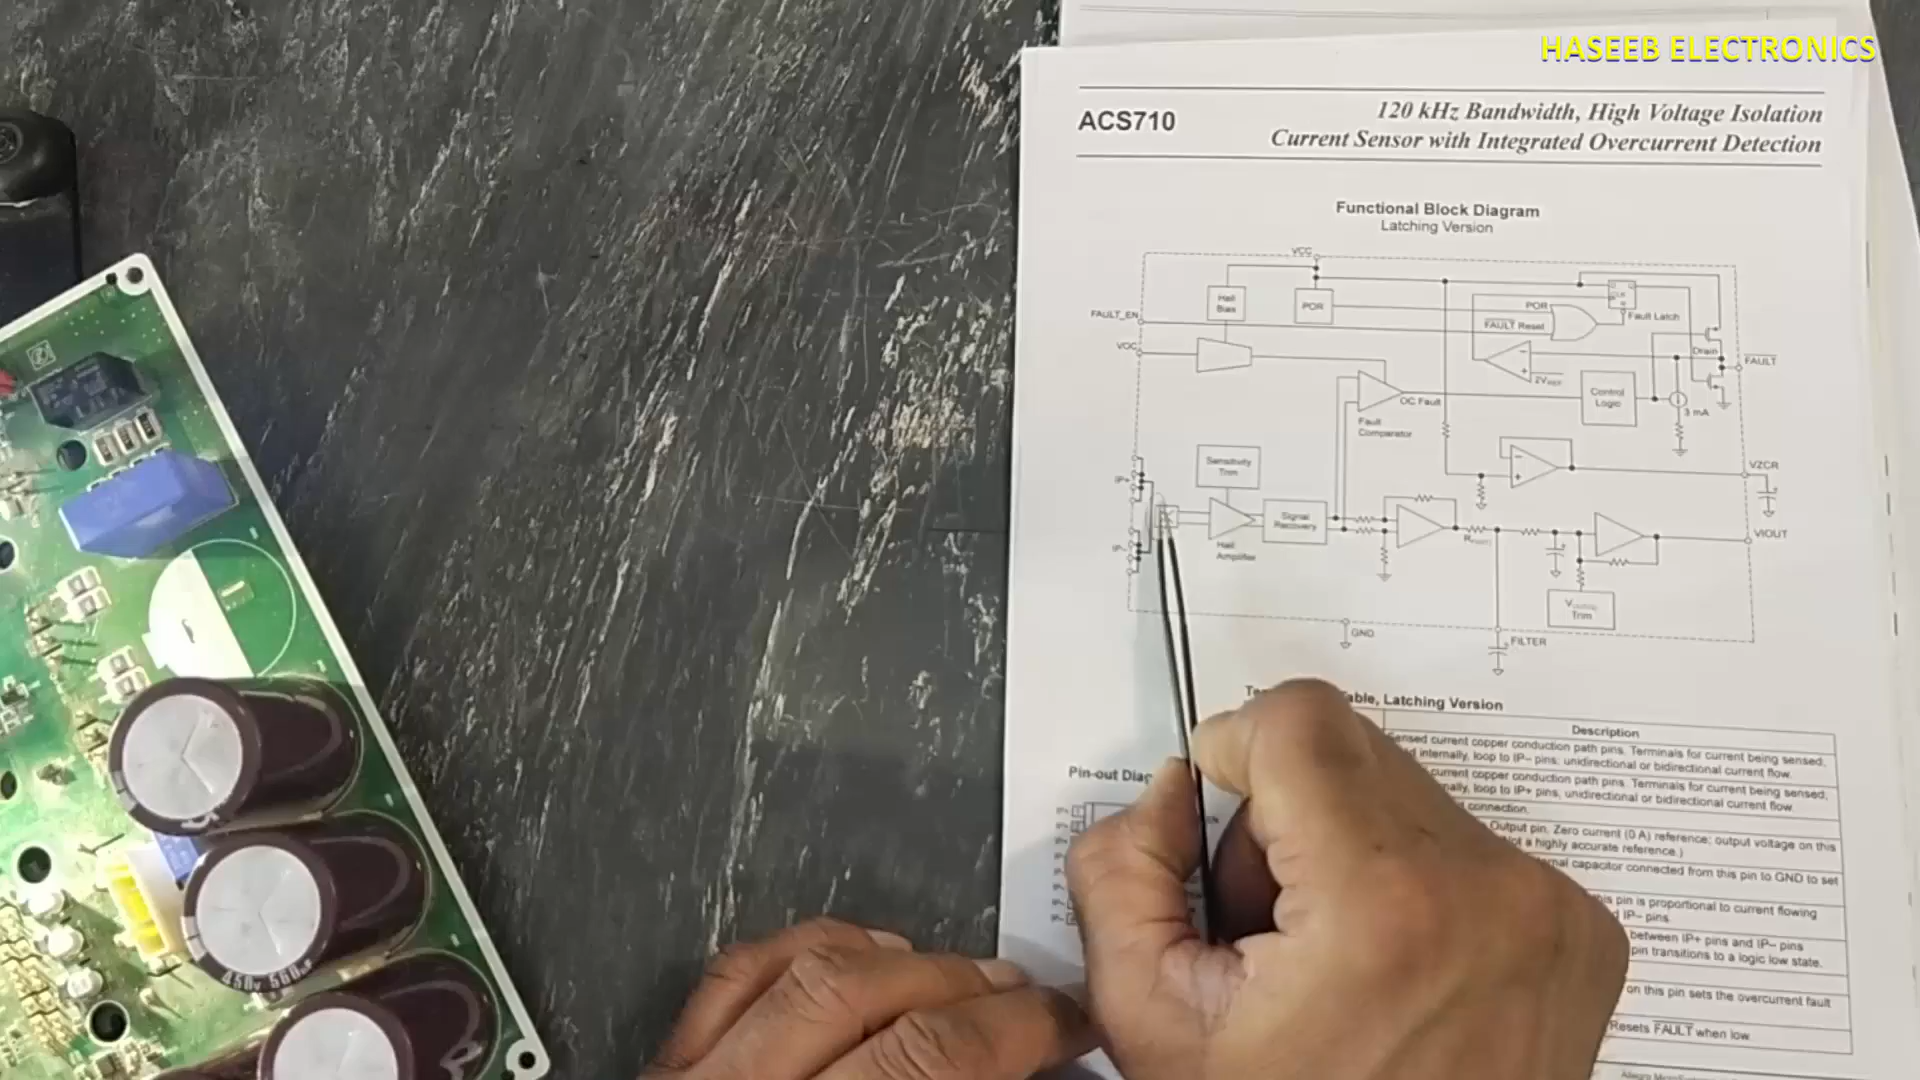 HASEEB ELECTRONICS
ACS710
120 kHz Bandwidth, High Voltage Isolation
Current Sensor with Integrated Overcurrent Detection
Functional Block Diagram
Latching Version
VCC
Hall
Bias
POR
POR
FAULT Reset
Fault Latch
FAULT_EN
VOC
Drain
FAULT
2VREF
OC Fault
Control
Logic
3 mA
Fault
Comparator
Sensitivity
Trim
VZCR
IP+
Signal
Recovery
Hall
Amplifier
VIOUT
IP–
Trim
GND
FILTER
able, Latching Version
Description
Sensed current copper conduction path pins. Terminals for current being sensed;
internally, loop to IP– pins; unidirectional or bidirectional current flow.
current copper conduction path pins. Terminals for current being sensed;
loop to IP+ pins; unidirectional or bidirectional current flow.
Pin-out
connection.
Output pin. Zero current (0 A) reference; output voltage on this
a highly accurate reference.)
capacitor connected from this pin to GND to set
pin is proportional to current flowing
IP– pins.
between IP+ pins and IP– pins
pin transitions to a logic low state.
on this pin sets the overcurrent fault
Resets FAULT when low.
450V 560µF